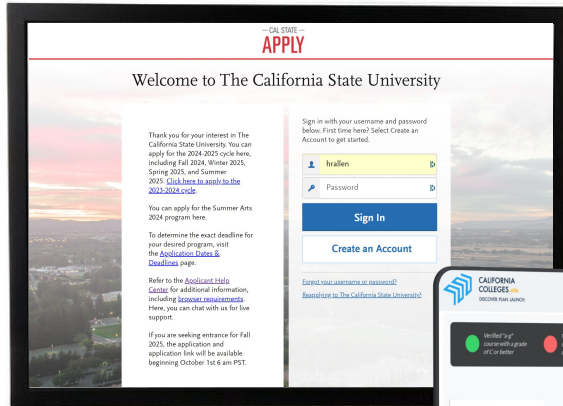 CAL STATE
APPLY
Welcome to The California State University
Thank you for your interest in The
California State University. You can
apply for the 2024-2025 cycle here,
including Fall 2024, Winter 2025,
Spring 2025, and Summer
2025. Click here to apply to the
2023-2024 cycle.
You can apply for the Summer Arts
2024 program here.
To determine the exact deadline for
your desired program, visit
the Application Dates &
Deadlines page.
Refer to the Applicant Help
Center for additional information,
including browser requirements.
Here, you can chat with us for live
support.
If you are seeking entrance for Fall
2025, the application and
application link will be available
beginning October 1st 6 am PST.
Sign in with your username and password
below. First time here? Select Create an
Account to get started.
hrallen
Password
Sign In
Create an Account
Forgot your username or password?
Reapplying to The California State University?
CALIFORNIA
COLLEGES
DISCOVER. PLAN. LAUNCH.
Verified "a-g"
course with a grade
of C or better